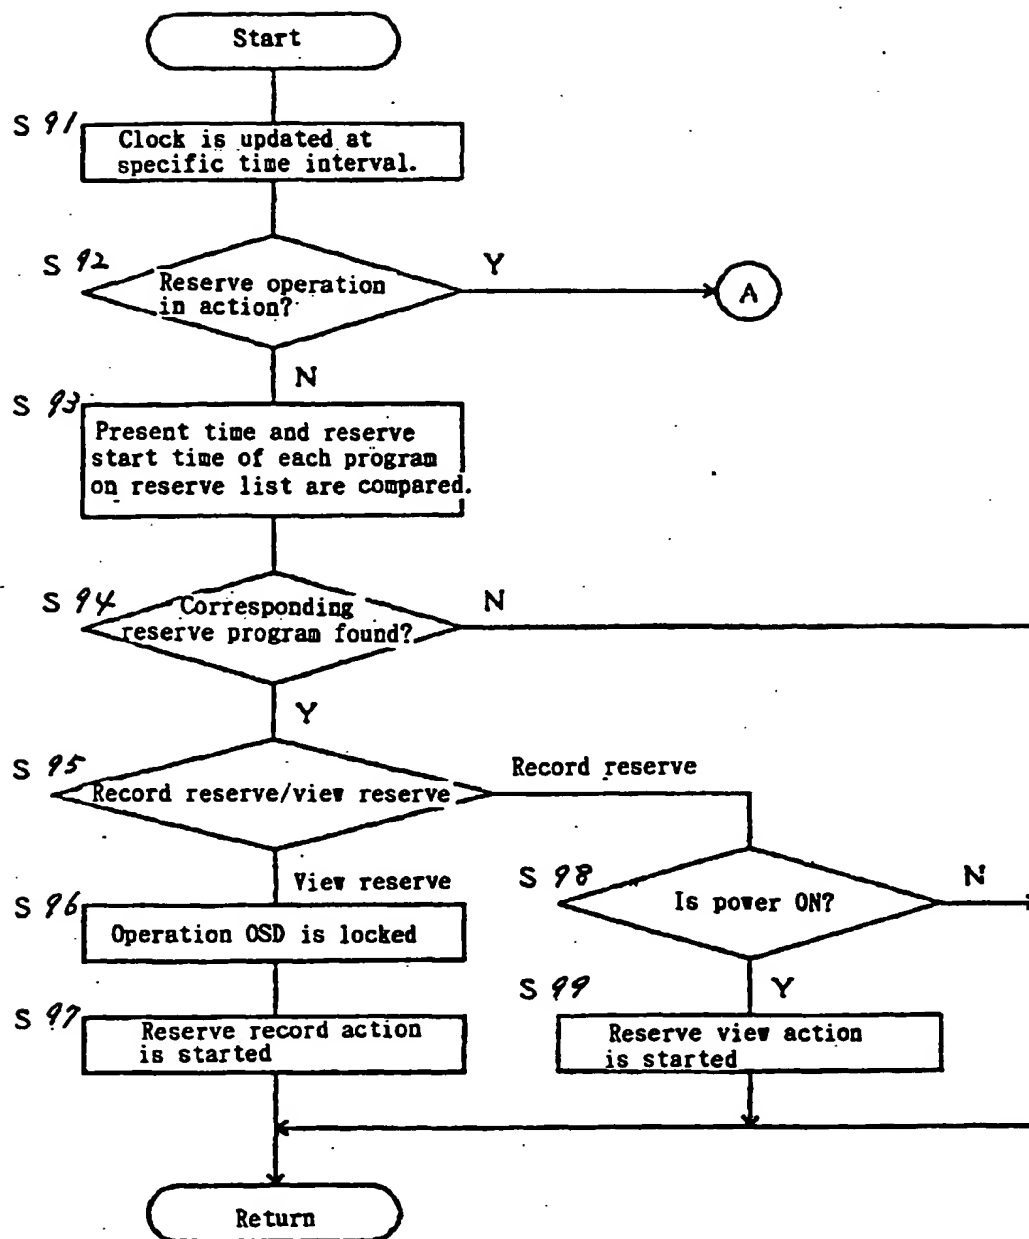 Start
S 91
Clock is updated at
specific time interval.
S 92
Reserve operation
in action?
Y
A
N
S 93
Present time and reserve
start time of each program
on reserve list are compared.
S 94
Corresponding
reserve program found?
N
Y
S 95
Record reserve/view reserve
Record reserve
View reserve
S 96
Operation OSD is locked
S 97
Reserve record action
is started
S 98
Is power ON?
N
Y
S 99
Reserve view action
is started
Return